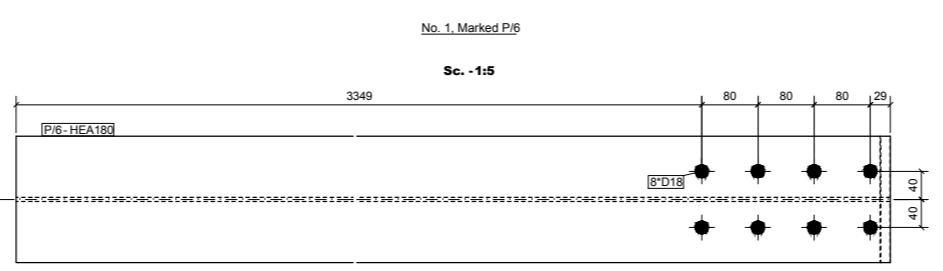 No. 1, Marked P/6
Sc. -1:5
3349 80 80 80 29
P/6- HEA180
8*D18
40
40